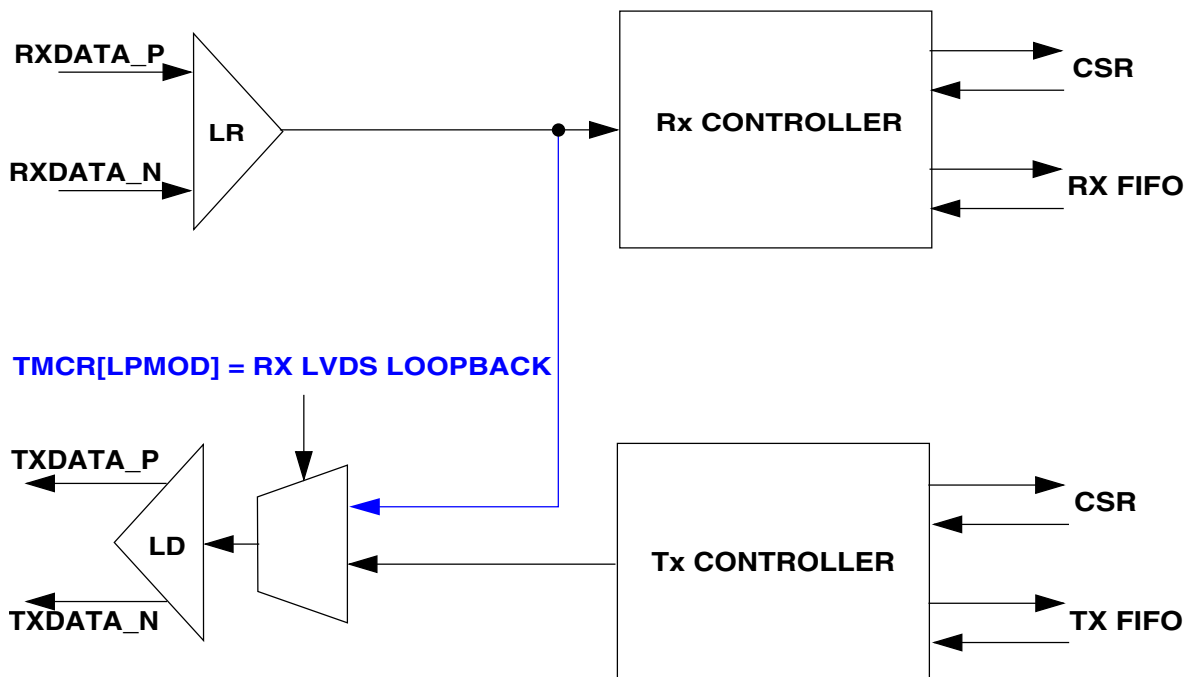 RXDATA_P
CSR
LR
Rx CONTROLLER
RXDATA_N
RX FIFO
TMCR[LPMOD] = RX LVDS LOOPBACK
TXDATA_P
CSR
LD
Tx CONTROLLER
TXDATA_N
TX FIFO